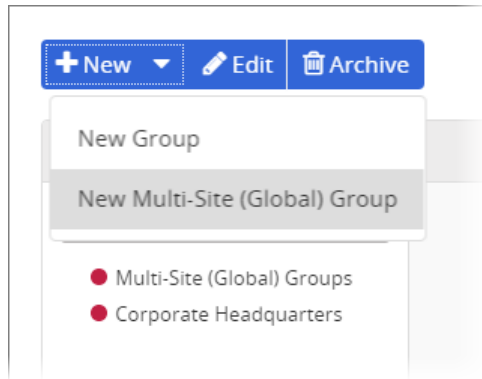 New Edit Archive
New Group
New Multi-Site (Global) Group
Multi-Site (Global) Groups
Corporate Headquarters